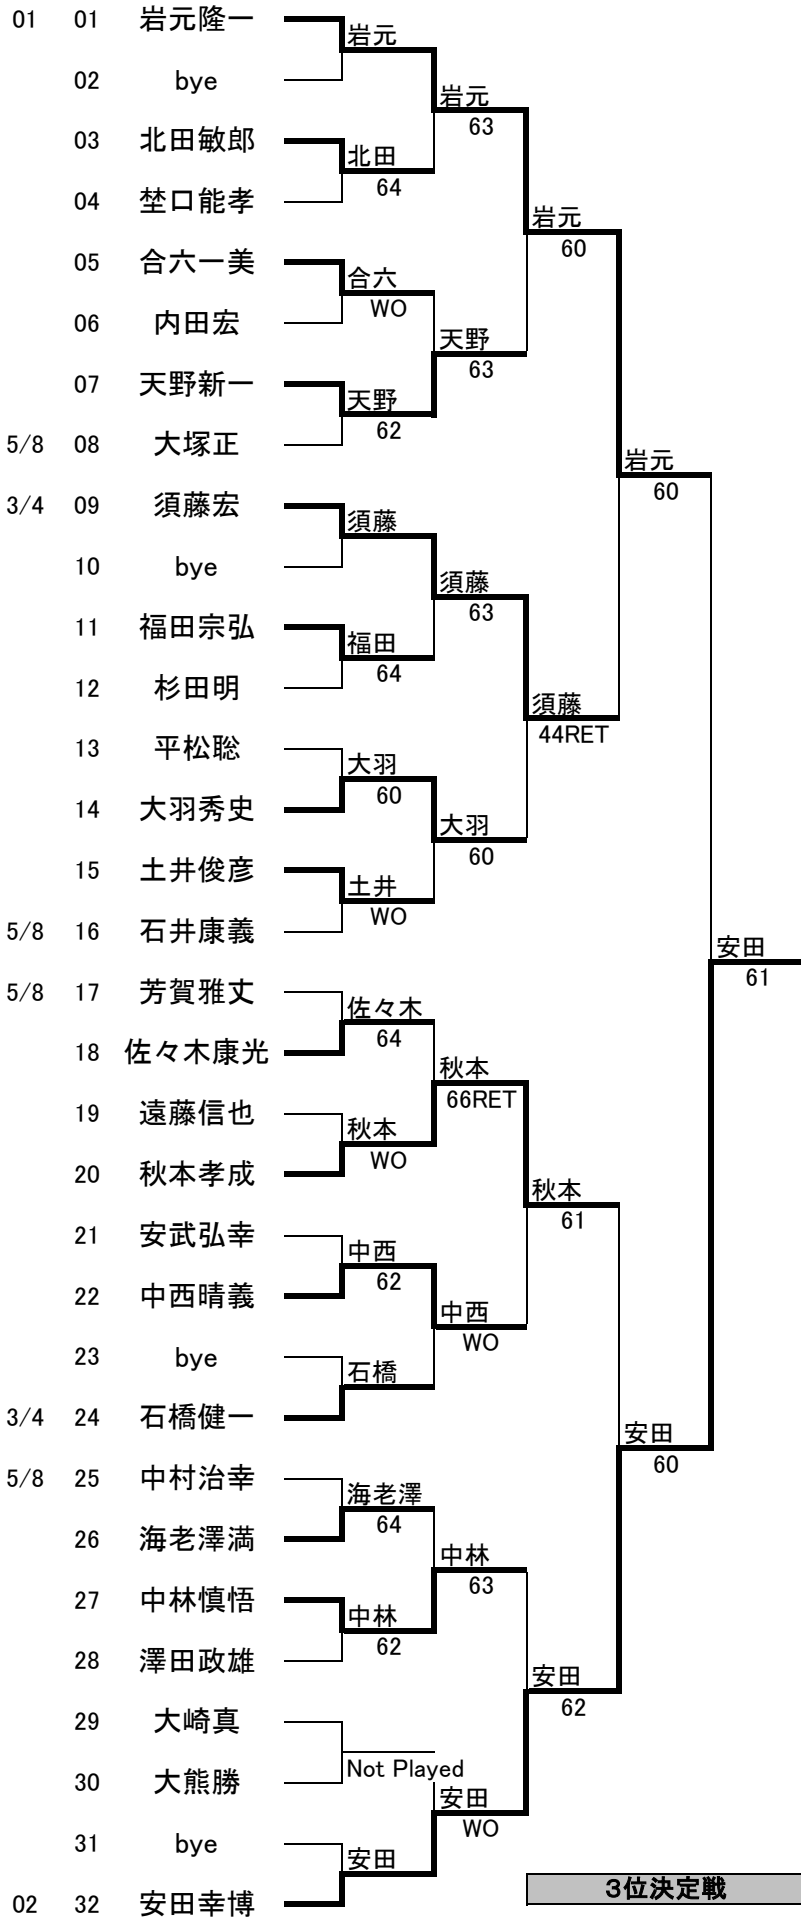 01 01 岩元隆一
岩元
02 bye
岩元
63
03 北田敏郎
北田
64
04 埜口能孝
岩元
60
05 合六一美
合六
WO
06 内田宏
天野
63
07 天野新一
天野
62
5/8 08 大塚正
岩元
60
3/4 09 須藤宏
須藤
10 bye
須藤
63
11 福田宗弘
福田
64
12 杉田明
須藤
44RET
13 平松聡
大羽
60
14 大羽秀史
大羽
60
15 土井俊彦
土井
WO
5/8 16 石井康義
安田
61
5/8 17 芳賀雅丈
佐々木
64
18 佐々木康光
秋本
66RET
19 遠藤信也
秋本
WO
20 秋本孝成
秋本
61
21 安武弘幸
中西
62
22 中西晴義
中西
WO
23 bye
石橋
3/4 24 石橋健一
安田
60
5/8 25 中村治幸
海老澤
64
26 海老澤満
中林
63
27 中林慎悟
中林
62
28 澤田政雄
安田
62
29 大崎真
Not Played
30 大熊勝
安田
WO
31 bye
安田
02 32 安田幸博
3位決定戦